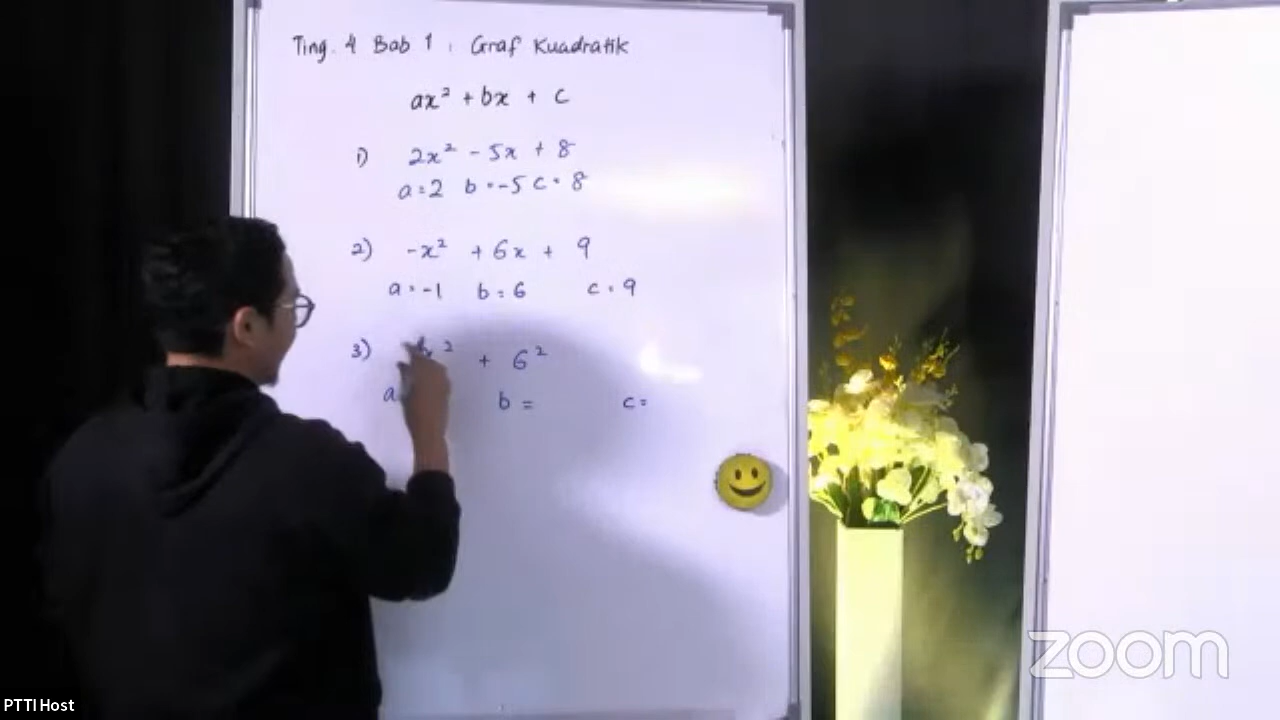 Ting. 4 Bab 1 : Graf Kuadratik
ax² + bx + c
1) 2x² - 5x + 8
a=2 b=-5 c=8
2) -x² + 6x + 9
a=-1 b=6 c=9
3) x² + 6²
a b= c=
zoom
PTTI Host